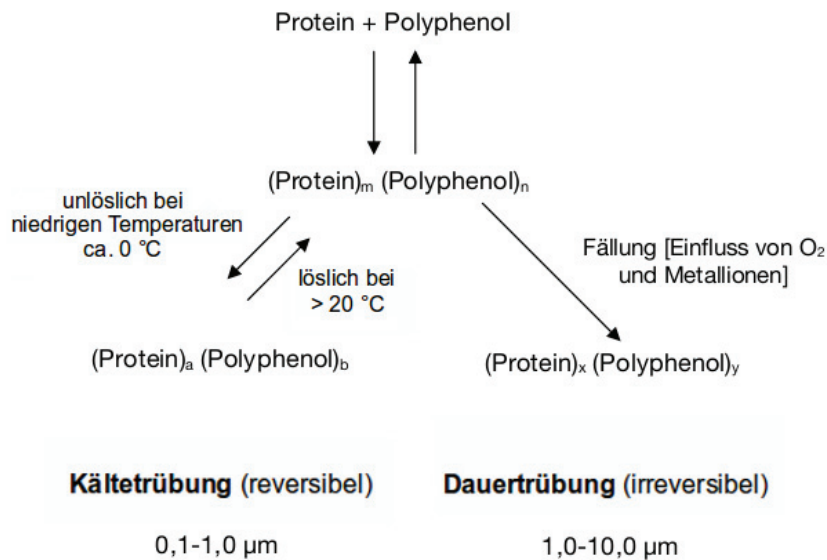 Protein + Polyphenol
(Protein)ₘ (Polyphenol)ₙ
unlöslich bei
niedrigen Temperaturen
ca. 0 °C
löslich bei
> 20 °C
Fällung [Einfluss von O₂
und Metallionen]
(Protein)ₐ (Polyphenol)b
(Protein)ₓ (Polyphenol)y
Kältetrübung (reversibel)
Dauertrübung (irreversibel)
0,1-1,0 µm
1,0-10,0 µm